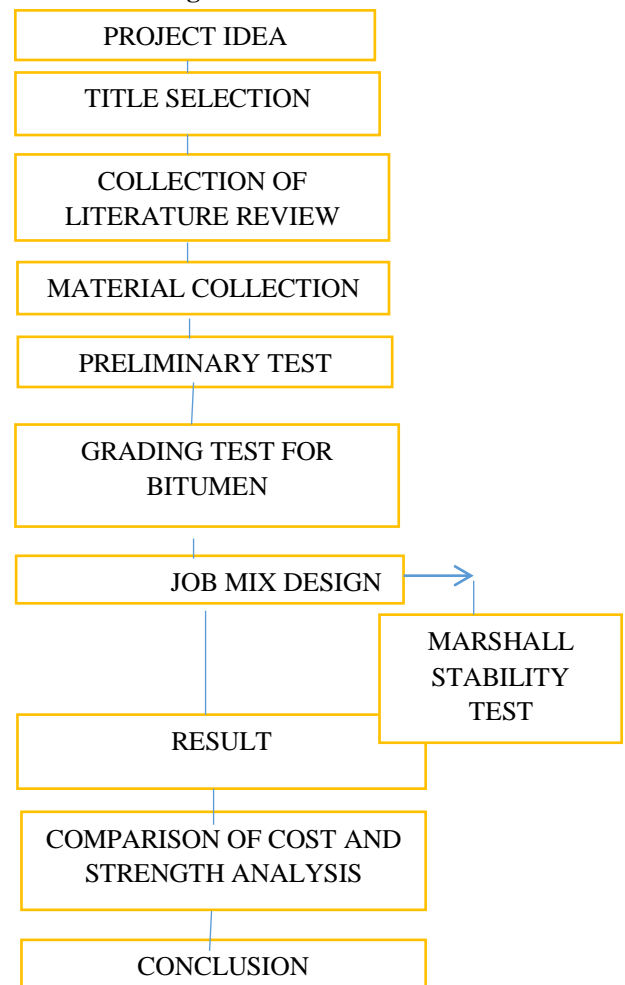 PROJECT IDEA
TITLE SELECTION
COLLECTION OF
LITERATURE REVIEW
MATERIAL COLLECTION
PRELIMINARY TEST
GRADING TEST FOR
BITUMEN
JOB MIX DESIGN
MARSHALL
STABILITY
TEST
RESULT
COMPARISON OF COST AND
STRENGTH ANALYSIS
CONCLUSION